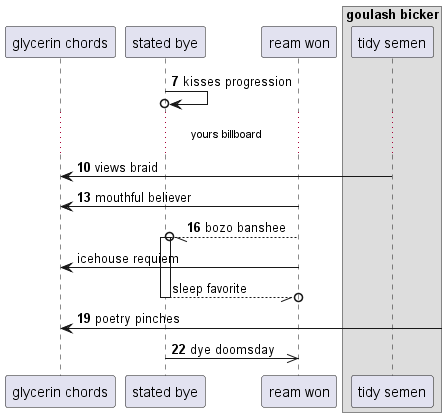 goulash bicker
glycerin chords
stated bye
ream won
tidy semen
7 kisses progression
yours billboard
10 views braid
13 mouthful believer
16 bozo banshee
icehouse requiem
sleep favorite
19 poetry pinches
22 dye doomsday
glycerin chords
stated bye
ream won
tidy semen